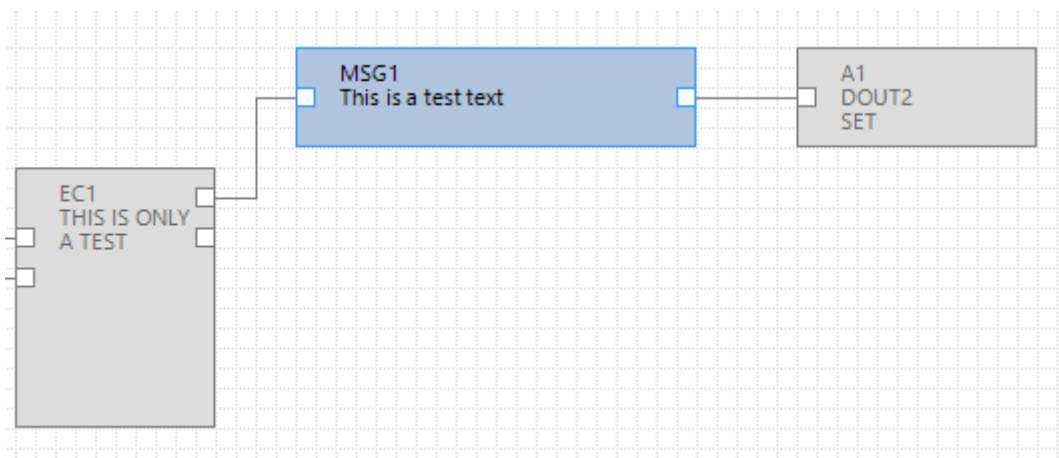 MSG1
This is a test text
A1
DOUT2
SET
EC1
THIS IS ONLY
A TEST